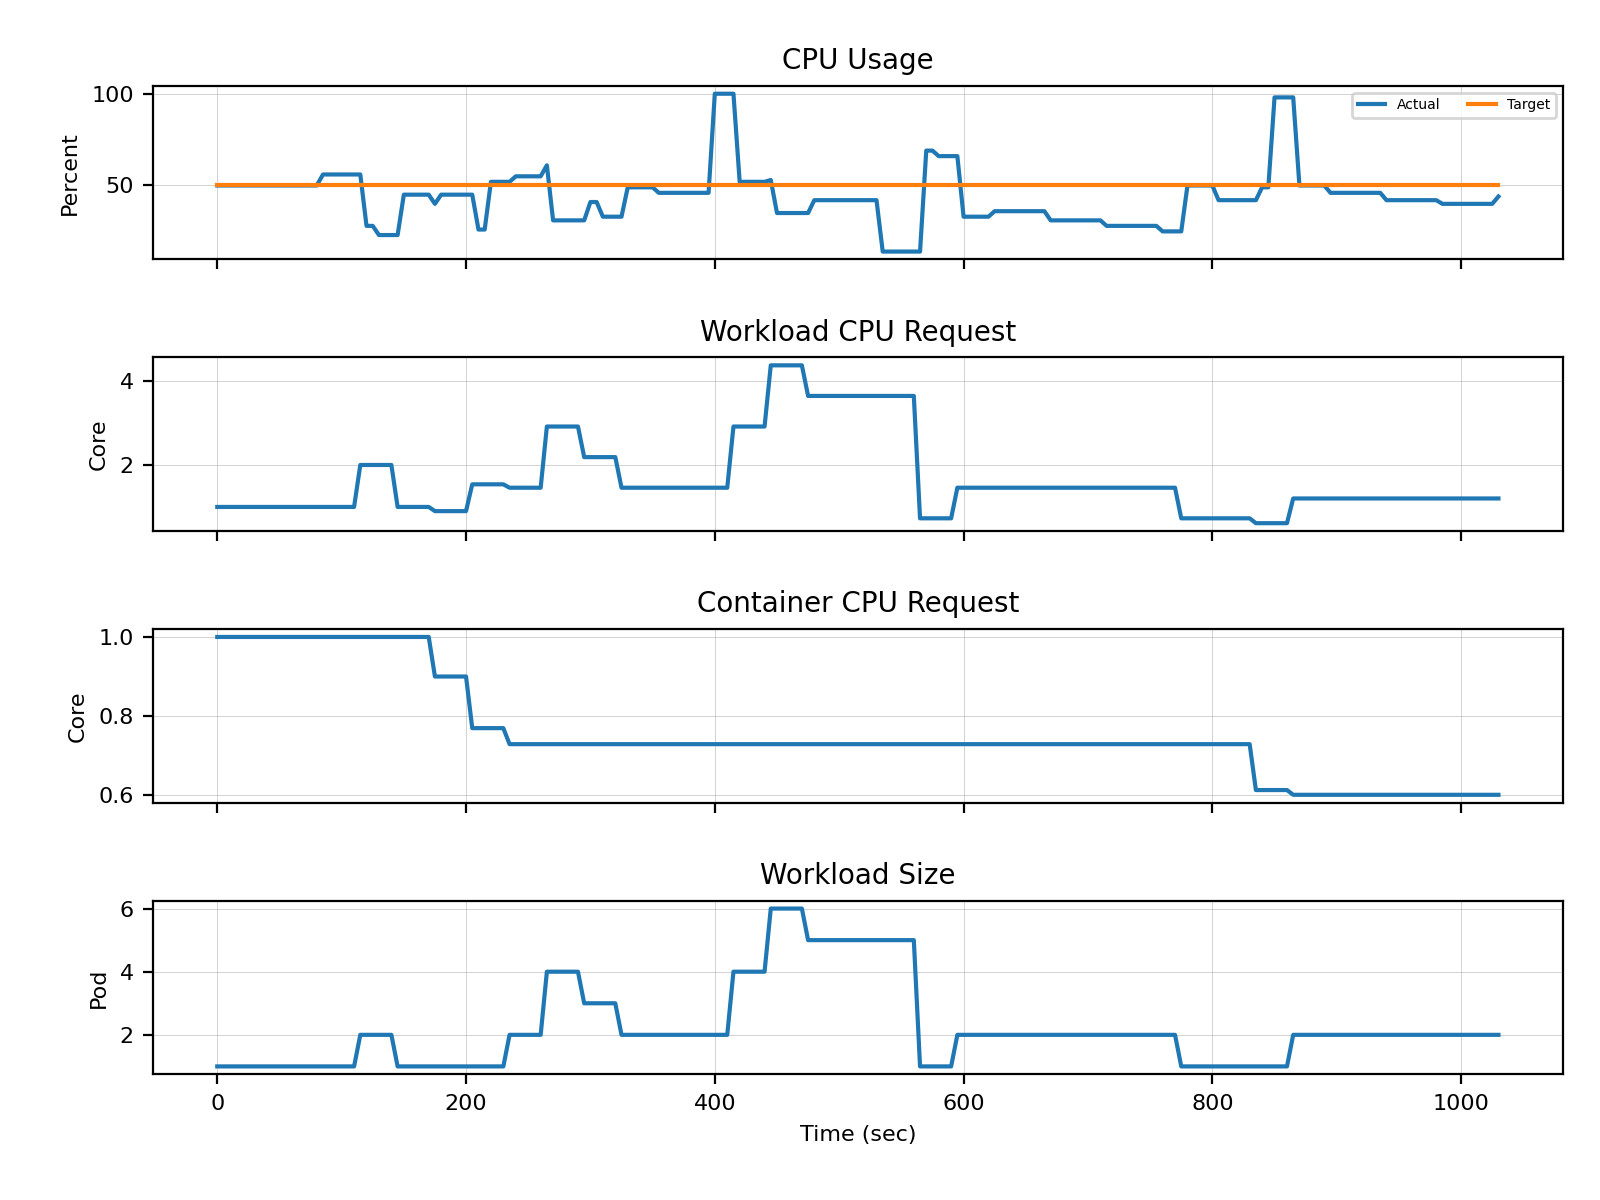 CPU Usage
100
50
Percent
Actual
Target
Workload CPU Request
4
2
Core
Container CPU Request
1.0
0.8
0.6
Core
Workload Size
6
4
2
Pod
0 200 400 600 800 1000
Time (sec)